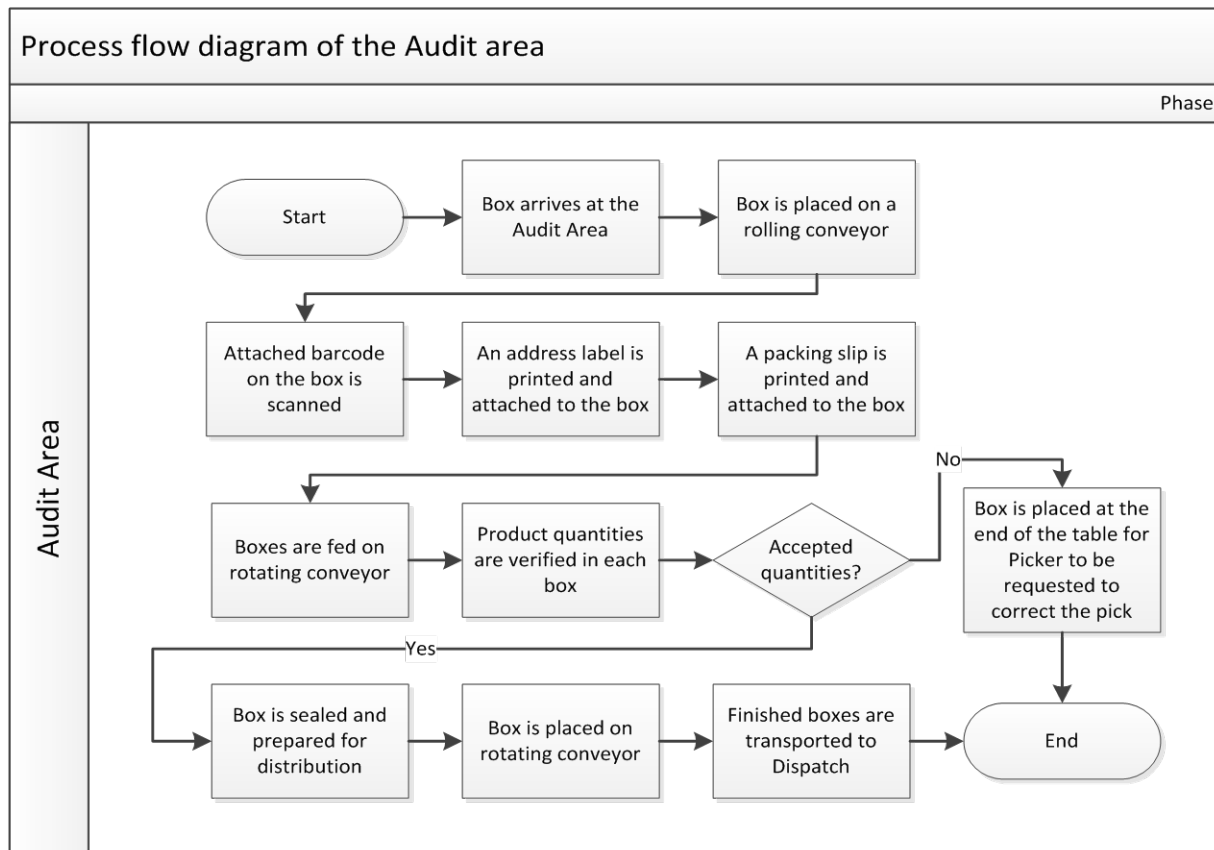 Process flow diagram of the Audit area
Phase
Audit Area
Start
Box arrives at the
Audit Area
Box is placed on a
rolling conveyor
Attached barcode
on the box is
scanned
An address label is
printed and
attached to the box
A packing slip is
printed and
attached to the box
Boxes are fed on
rotating conveyor
Product quantities
are verified in each
box
Accepted
quantities?
No
Box is placed at the
end of the table for
Picker to be
requested to
correct the pick
Yes
Box is sealed and
prepared for
distribution
Box is placed on
rotating conveyor
Finished boxes are
transported to
Dispatch
End